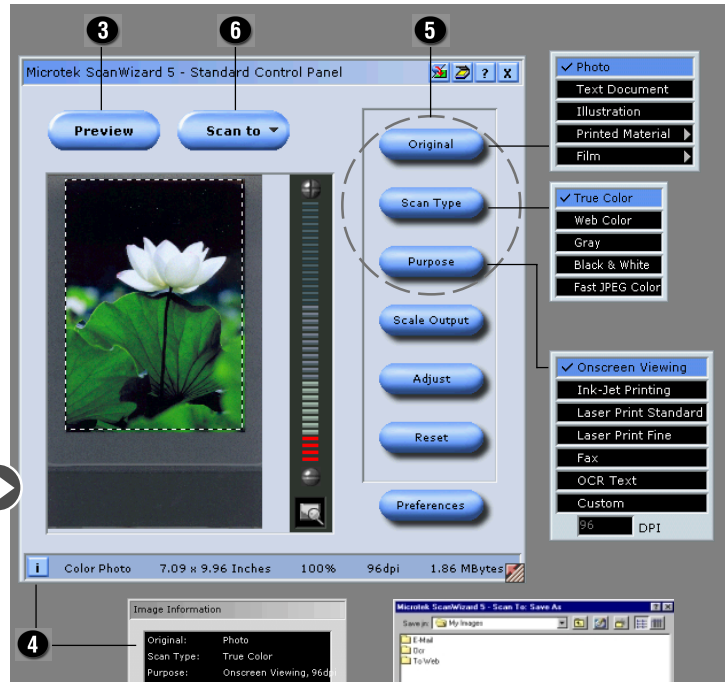 3
6
5
Microtek ScanWizard 5 - Standard Control Panel
? X
Preview
Scan to
Original
Scan Type
Purpose
Scale Output
Adjust
Reset
Preferences
✓ Photo
Text Document
Illustration
Printed Material
Film
✓ True Color
Web Color
Gray
Black & White
Fast JPEG Color
✓ Onscreen Viewing
Ink-Jet Printing
Laser Print Standard
Laser Print Fine
Fax
OCR Text
Custom
96 DPI
i Color Photo 7.09 x 9.96 Inches 100% 96dpi 1.86 MBytes
4
Image Information
Original: Photo
Scan Type: True Color
Purpose: Onscreen Viewing, 96dpi
Microtek ScanWizard 5 - Scan To: Save As
? X
Save in: My Images
E-Mail
Ocr
To Web